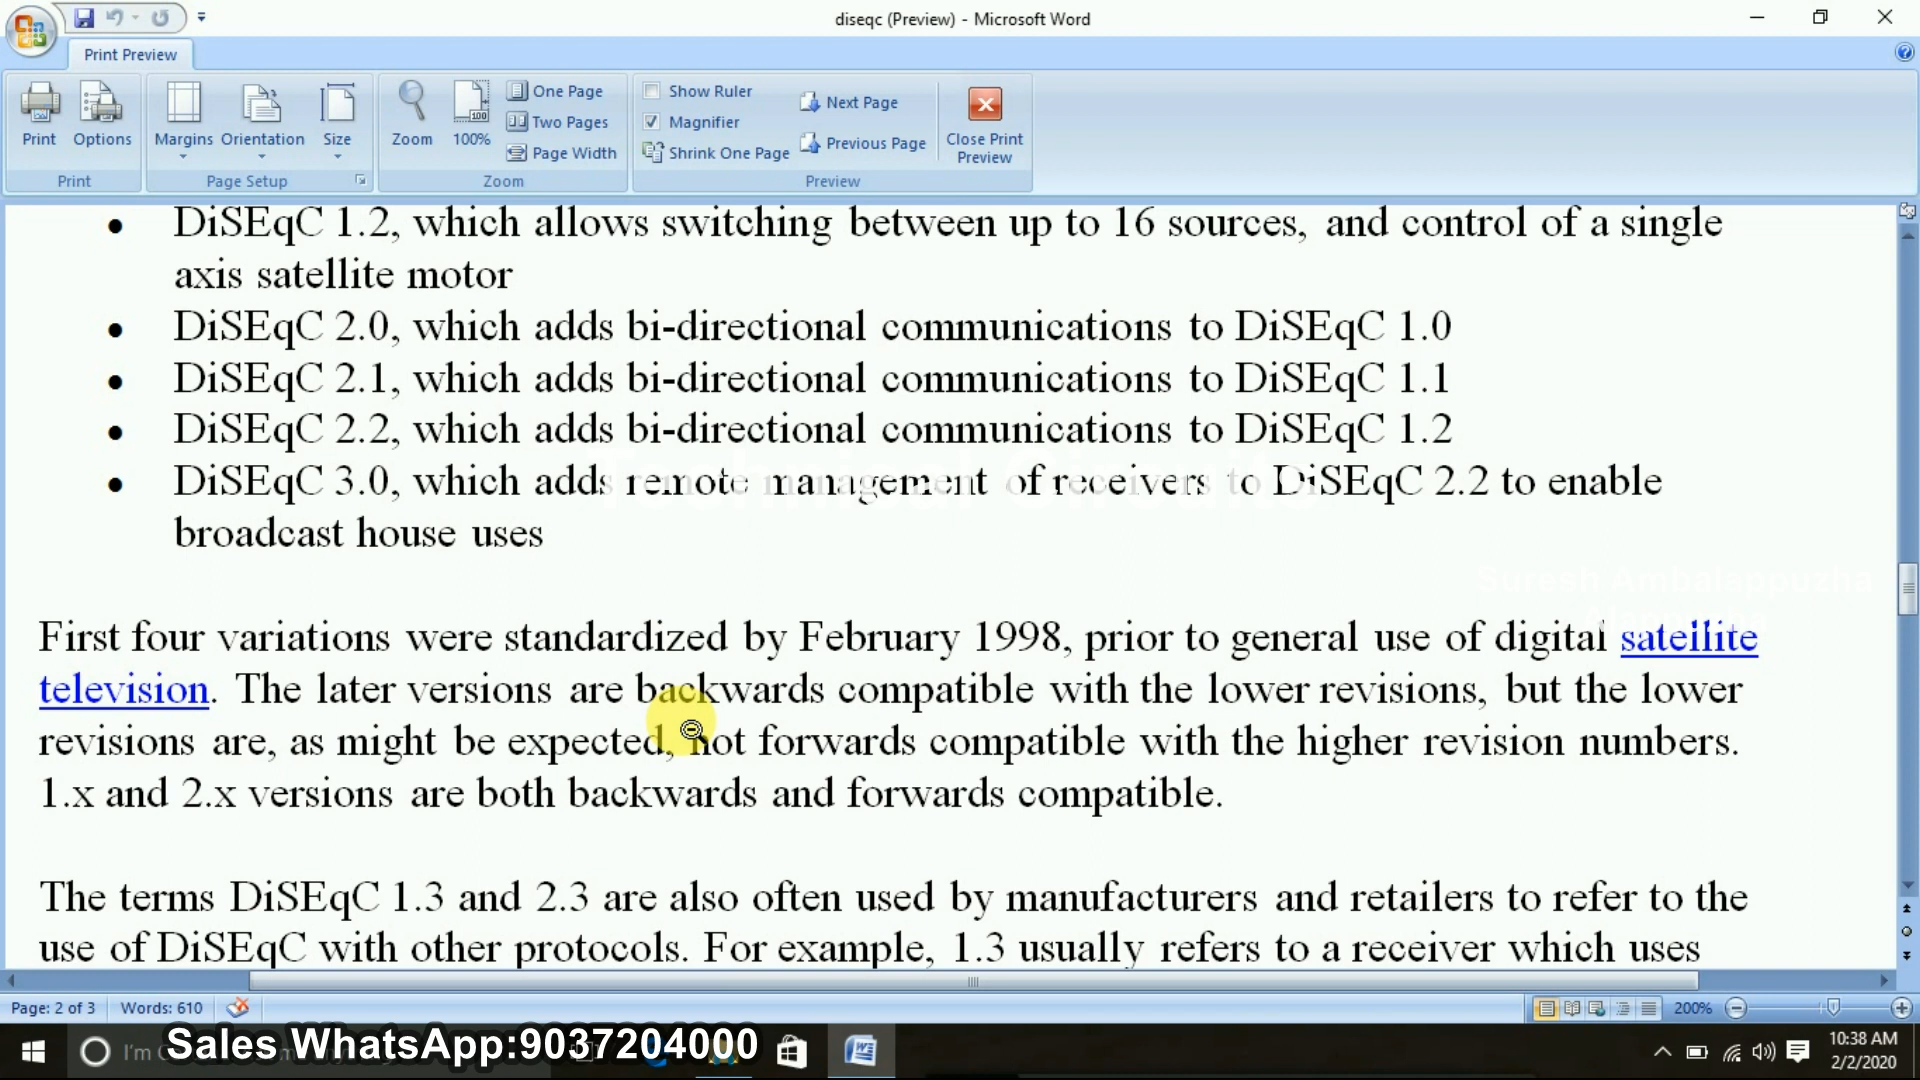 diseqc (Preview) - Microsoft Word
Print Preview
Print
Options
Margins
Orientation
Size
Zoom
100%
One Page
Two Pages
Page Width
Show Ruler
Magnifier
Shrink One Page
Next Page
Previous Page
Close Print
Preview
Print
Page Setup
Zoom
Preview
DiSEqC 1.2, which allows switching between up to 16 sources, and control of a single
axis satellite motor
DiSEqC 2.0, which adds bi-directional communications to DiSEqC 1.0
DiSEqC 2.1, which adds bi-directional communications to DiSEqC 1.1
DiSEqC 2.2, which adds bi-directional communications to DiSEqC 1.2
DiSEqC 3.0, which adds remote management of receivers to DiSEqC 2.2 to enable
broadcast house uses
Suresh Ambalappuzha
First four variations were standardized by February 1998, prior to general use of digital satellite
television. The later versions are backwards compatible with the lower revisions, but the lower
revisions are, as might be expected, not forwards compatible with the higher revision numbers.
1.x and 2.x versions are both backwards and forwards compatible.
The terms DiSEqC 1.3 and 2.3 are also often used by manufacturers and retailers to refer to the
use of DiSEqC with other protocols. For example, 1.3 usually refers to a receiver which uses
Page: 2 of 3
Words: 610
200%
Sales WhatsApp:9037204000
10:38 AM
2/2/2020